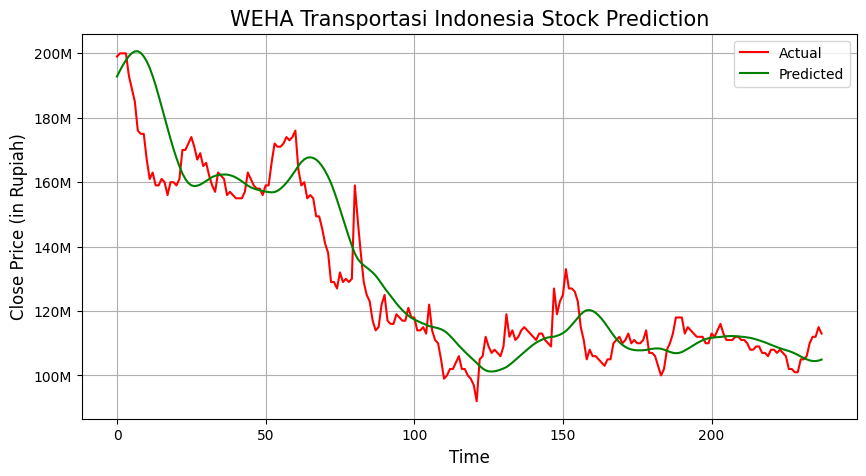 WEHA Transportasi Indonesia Stock Prediction
Actual
Predicted
Close Price (in Rupiah)
200M
180M
160M
140M
120M
100M
0
50
100
150
200
Time